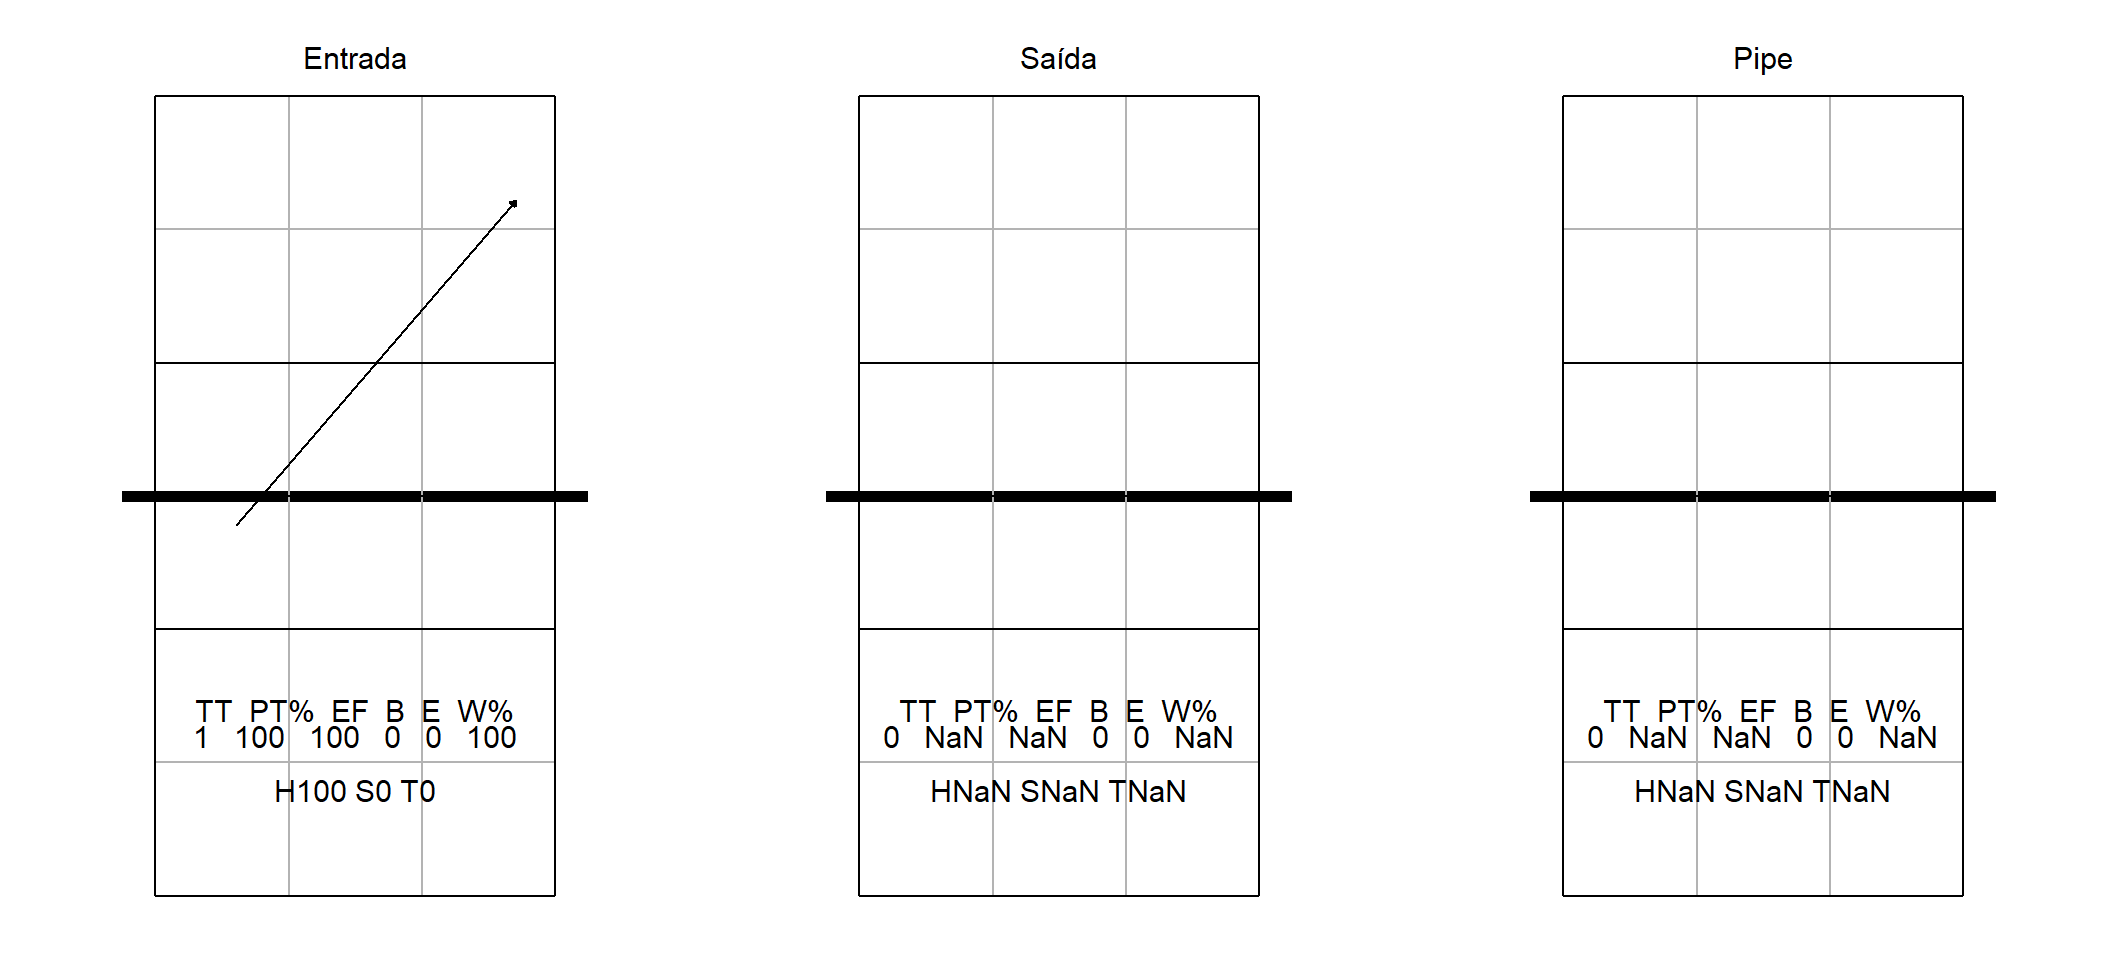 Entrada
TT PT% EF B E W%
1 100 100 0 0 100
H100 S0 T0
Saída
TT PT% EF B E W%
0 NaN NaN 0 0 NaN
HNaN SNaN TNaN
Pipe
TT PT% EF B E W%
0 NaN NaN 0 0 NaN
HNaN SNaN TNaN